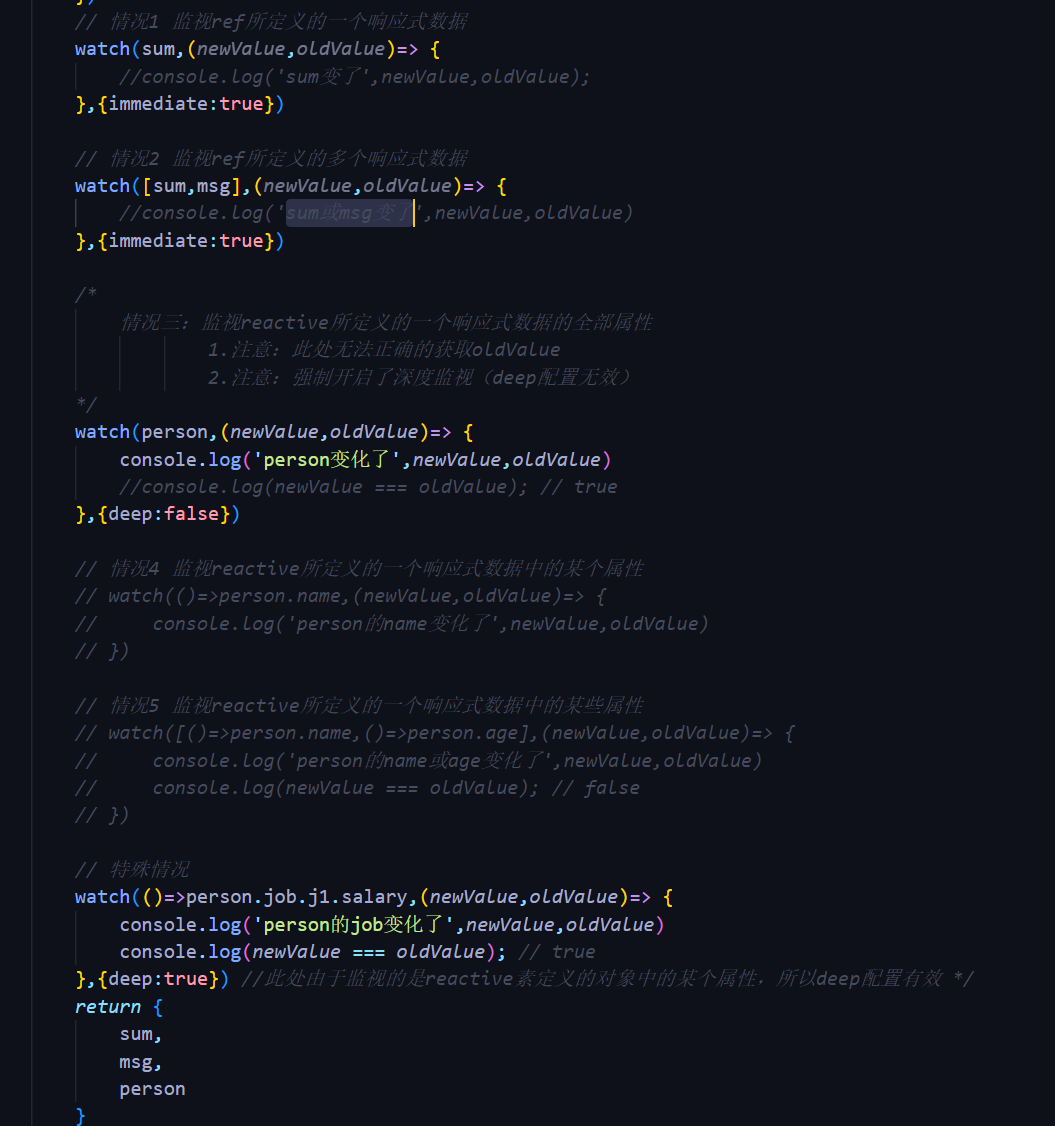 // 情况1 监视ref所定义的一个响应式数据
watch(sum,(newValue,oldValue)=> {
//console.log('sum变了',newValue,oldValue);
},{immediate:true})
// 情况2 监视ref所定义的多个响应式数据
watch([sum,msg],(newValue,oldValue)=> {
//console.log('sum或msg变了',newValue,oldValue)
},{immediate:true})
/*
情况三：监视reactive所定义的一个响应式数据的全部属性
1.注意：此处无法正确的获取oldValue
2.注意：强制开启了深度监视（deep配置无效）
*/
watch(person,(newValue,oldValue)=> {
console.log('person变化了',newValue,oldValue)
//console.log(newValue === oldValue); // true
},{deep:false})
// 情况4 监视reactive所定义的一个响应式数据中的某个属性
// watch(()=>person.name,(newValue,oldValue)=> {
//     console.log('person的name变化了',newValue,oldValue)
// })
// 情况5 监视reactive所定义的一个响应式数据中的某些属性
// watch([()=>person.name,()=>person.age],(newValue,oldValue)=> {
//     console.log('person的name或age变化了',newValue,oldValue)
//     console.log(newValue === oldValue); // false
// })
// 特殊情况
watch(()=>person.job.j1.salary,(newValue,oldValue)=> {
console.log('person的job变化了',newValue,oldValue)
console.log(newValue === oldValue); // true
},{deep:true}) //此处由于监视的是reactive素定义的对象中的某个属性，所以deep配置有效 */
return {
sum,
msg,
person
}